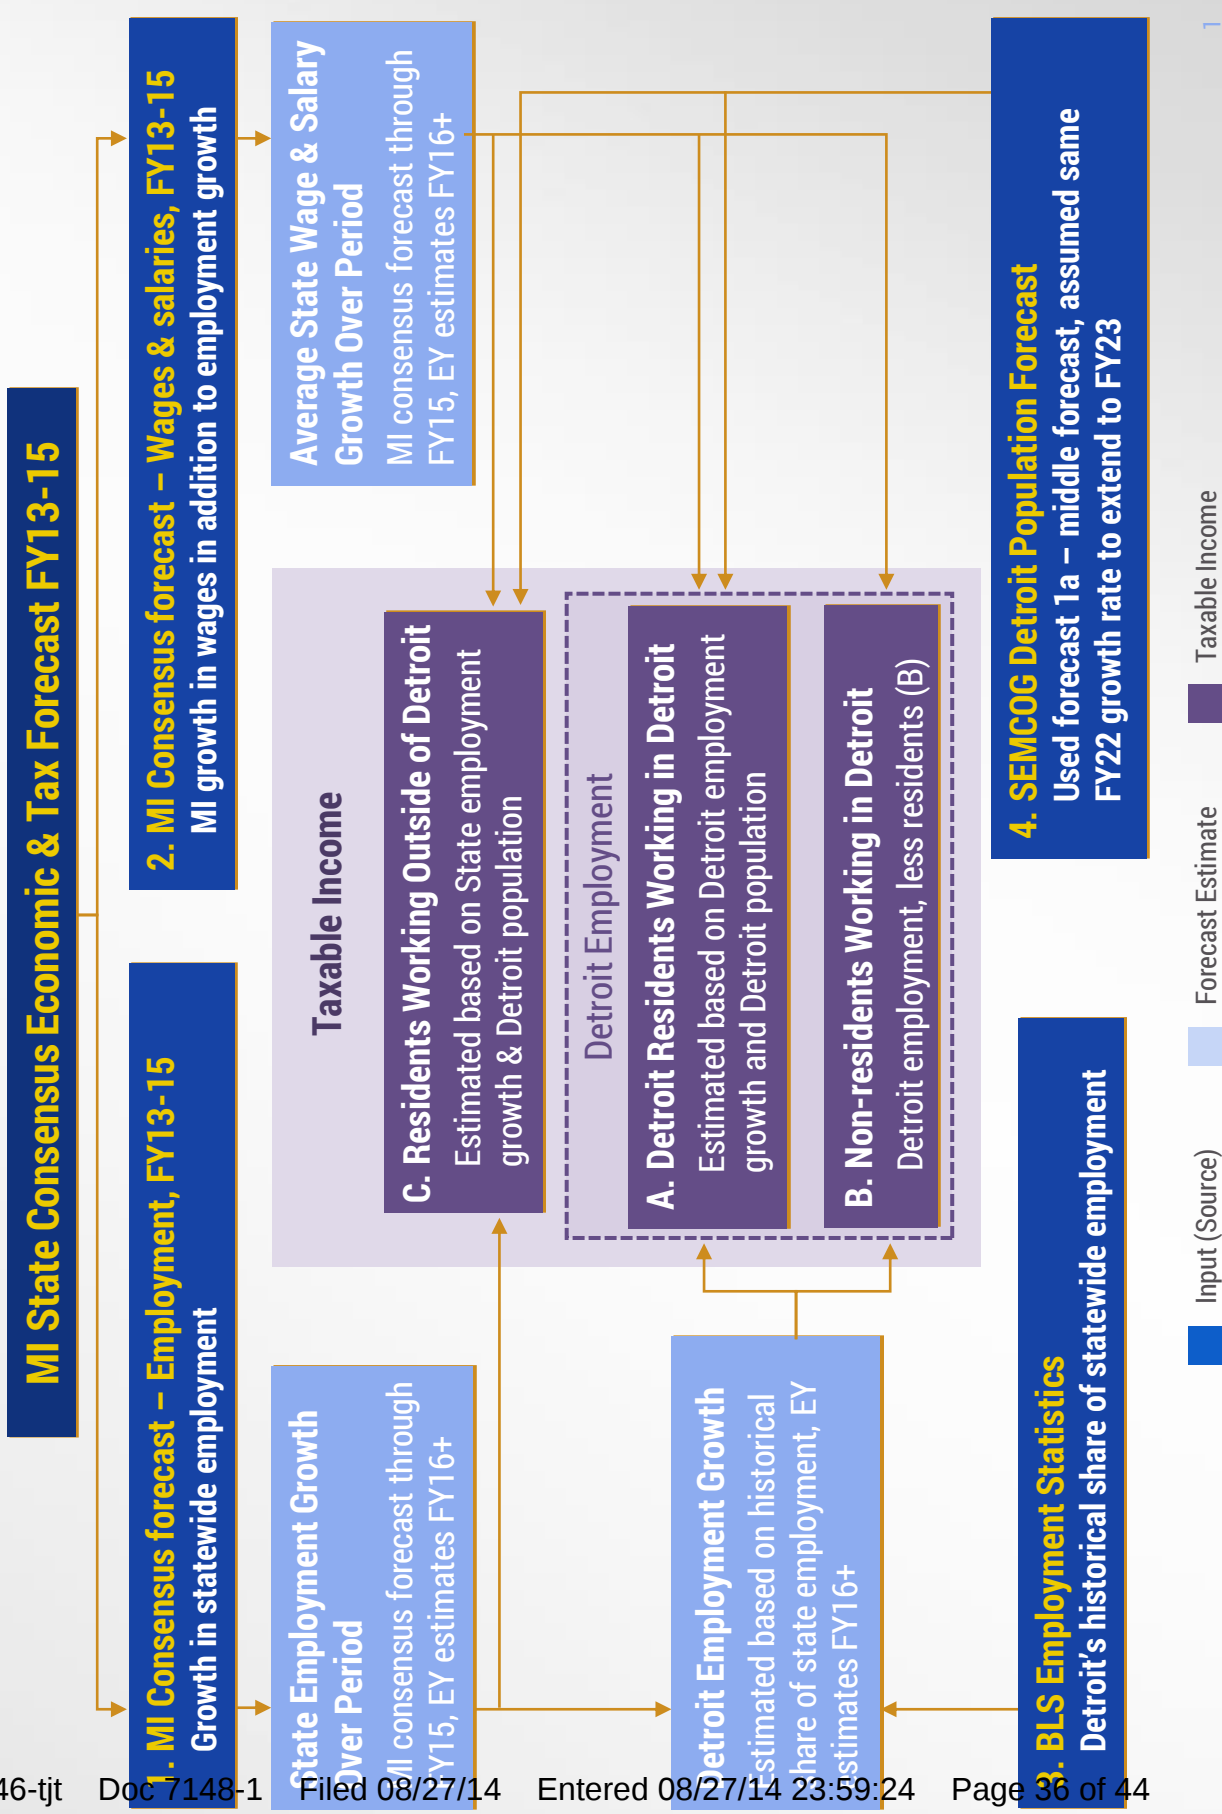 MI State Consensus Economic & Tax Forecast FY13-15
1. MI Consensus forecast – Employment, FY13-15
Growth in statewide employment
2. MI Consensus forecast – Wages & salaries, FY13-15
MI growth in wages in addition to employment growth
State Employment Growth
Over Period
MI consensus forecast through
FY15, EY estimates FY16+
Average State Wage & Salary
Growth Over Period
MI consensus forecast through
FY15, EY estimates FY16+
Taxable Income
C. Residents Working Outside of Detroit
Estimated based on State employment
growth & Detroit population
Detroit Employment
A. Detroit Residents Working in Detroit
Estimated based on Detroit employment
growth and Detroit population
B. Non-residents Working in Detroit
Detroit employment, less residents (B)
Detroit Employment Growth
Estimated based on historical
share of state employment, EY
estimates FY16+
3. BLS Employment Statistics
Detroit's historical share of statewide employment
4. SEMCOG Detroit Population Forecast
Used forecast 1a – middle forecast, assumed same
FY22 growth rate to extend to FY23
Input (Source)
Forecast Estimate
Taxable Income
1
46-tjt Doc 7148-1 Filed 08/27/14 Entered 08/27/14 23:59:24 Page 36 of 44